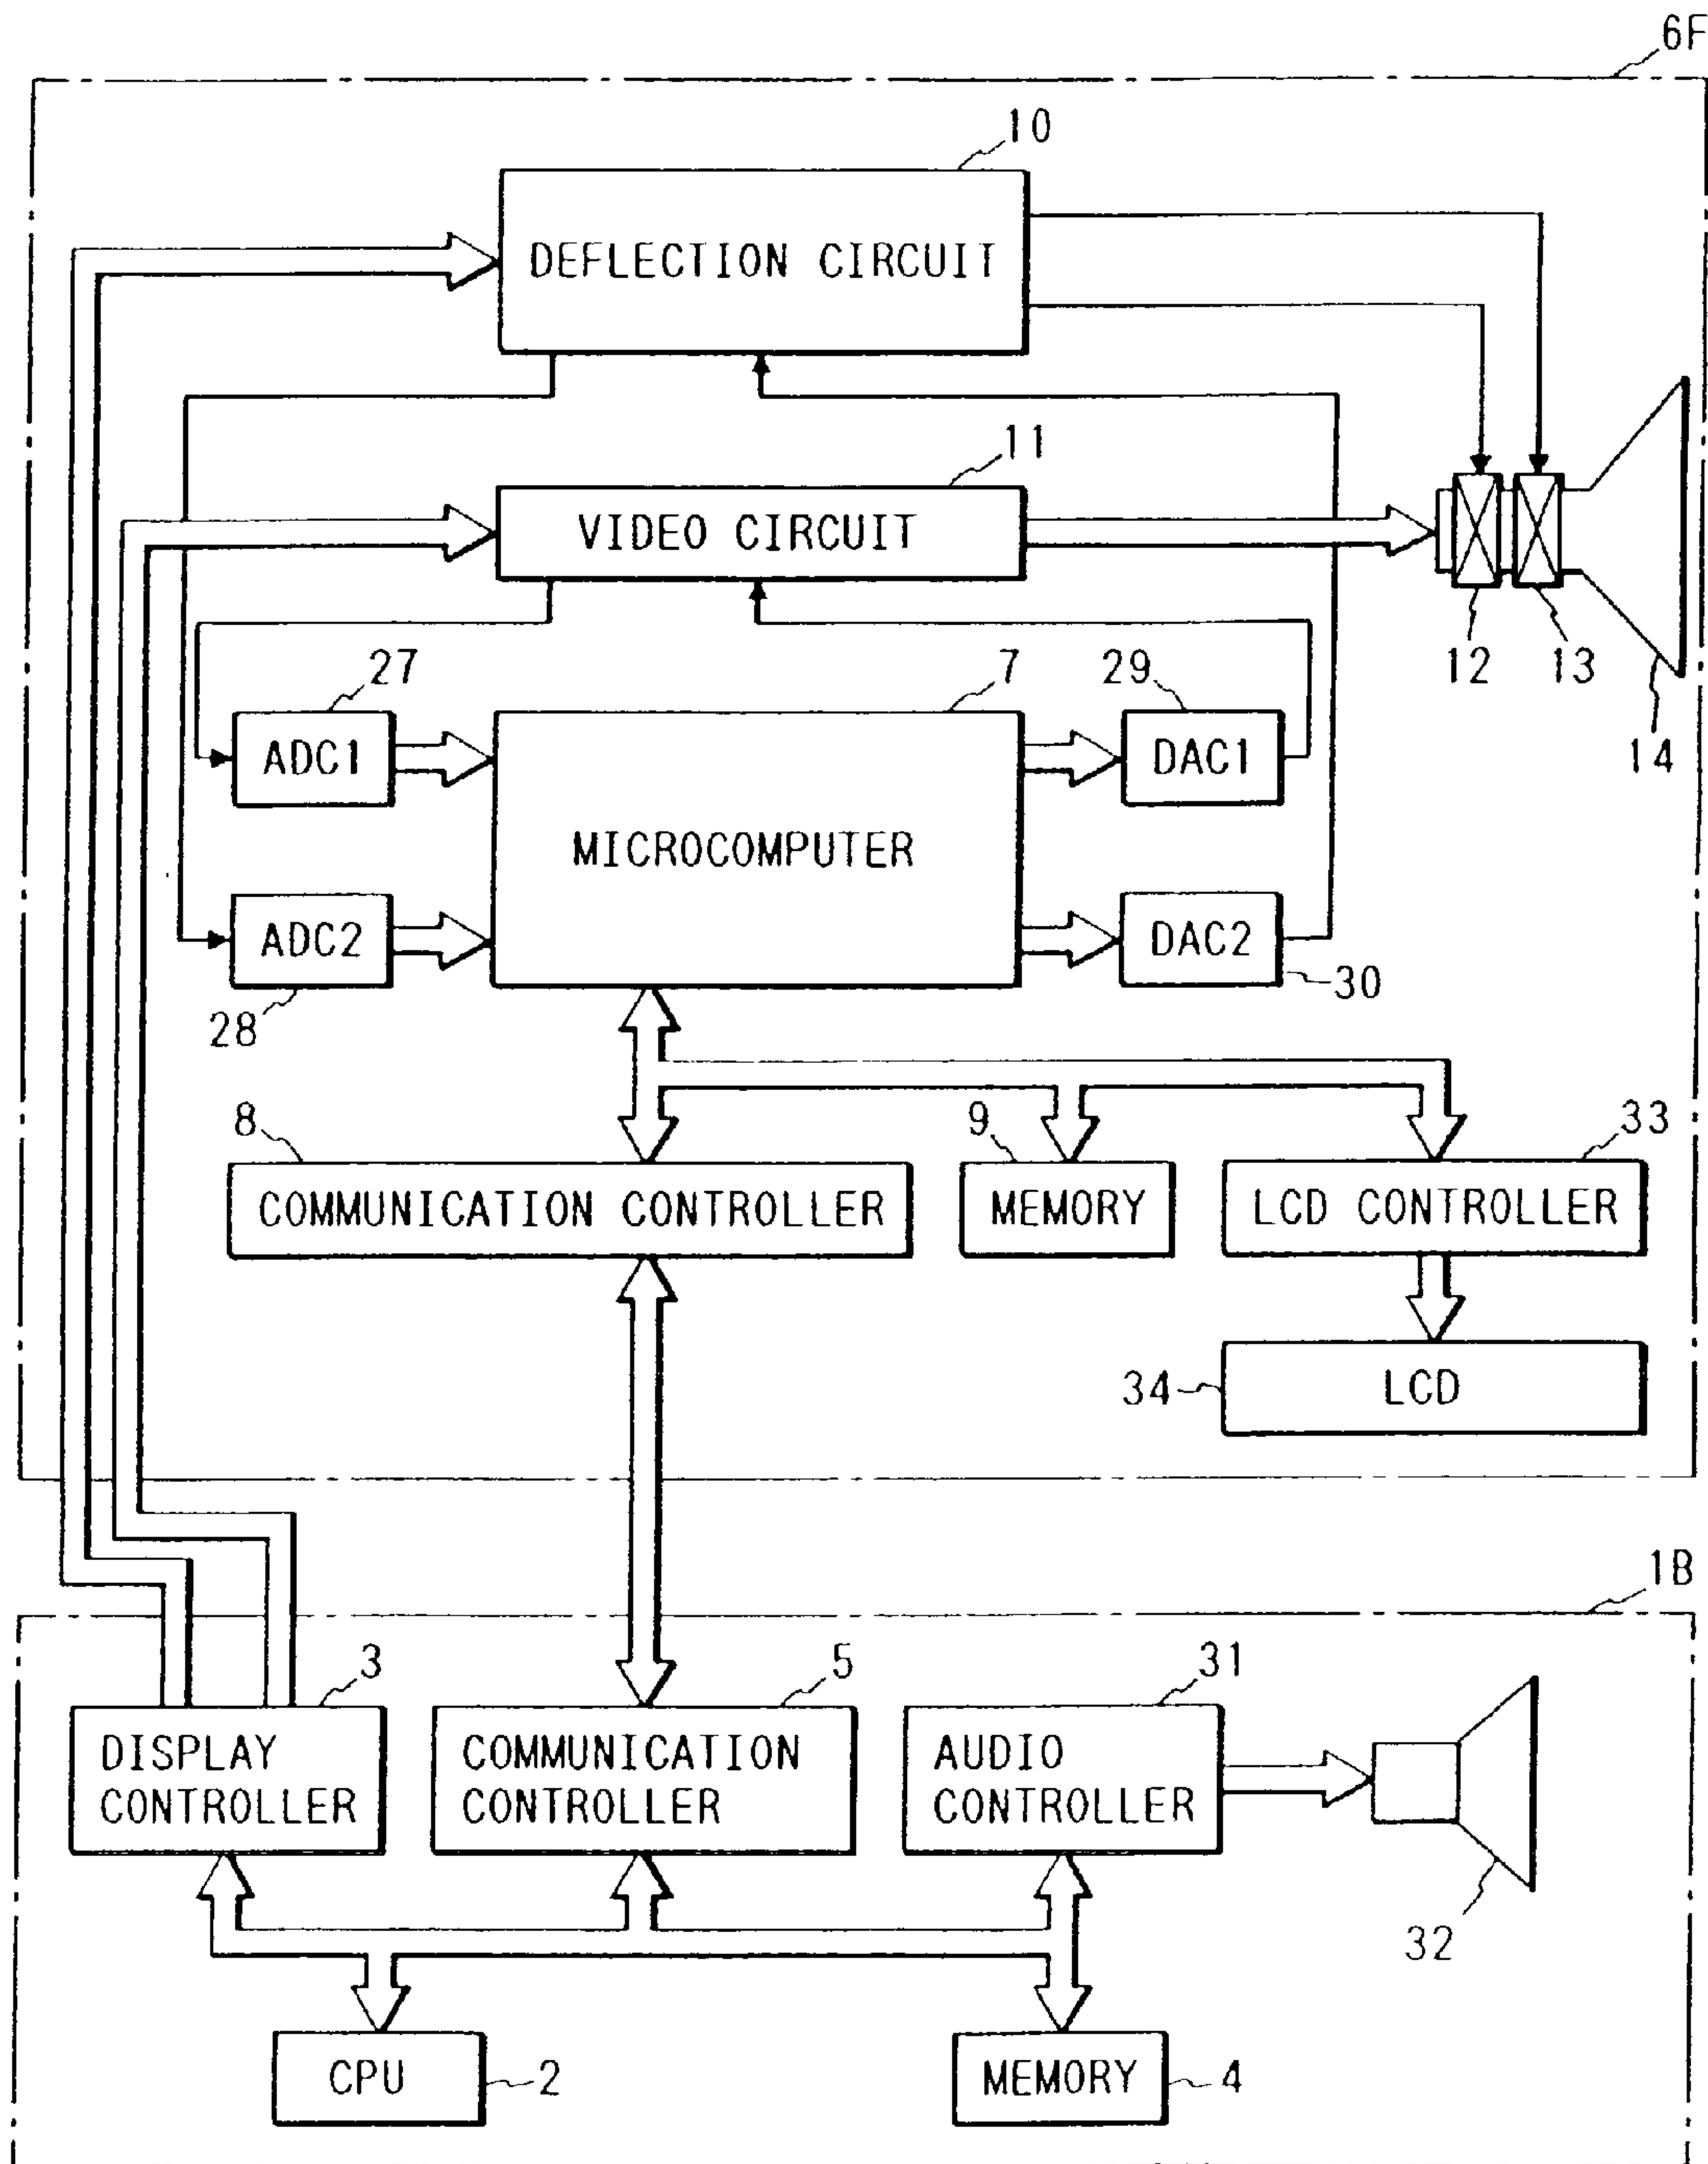 6F
10
DEFLECTION CIRCUIT
11
VIDEO CIRCUIT
12
13
14
27
7
29
ADC1
DAC1
MICROCOMPUTER
ADC2
DAC2
28
30
8
9
33
COMMUNICATION CONTROLLER
MEMORY
LCD CONTROLLER
34
LCD
1B
3
5
31
DISPLAY
CONTROLLER
COMMUNICATION
CONTROLLER
AUDIO
CONTROLLER
32
CPU
2
MEMORY
4